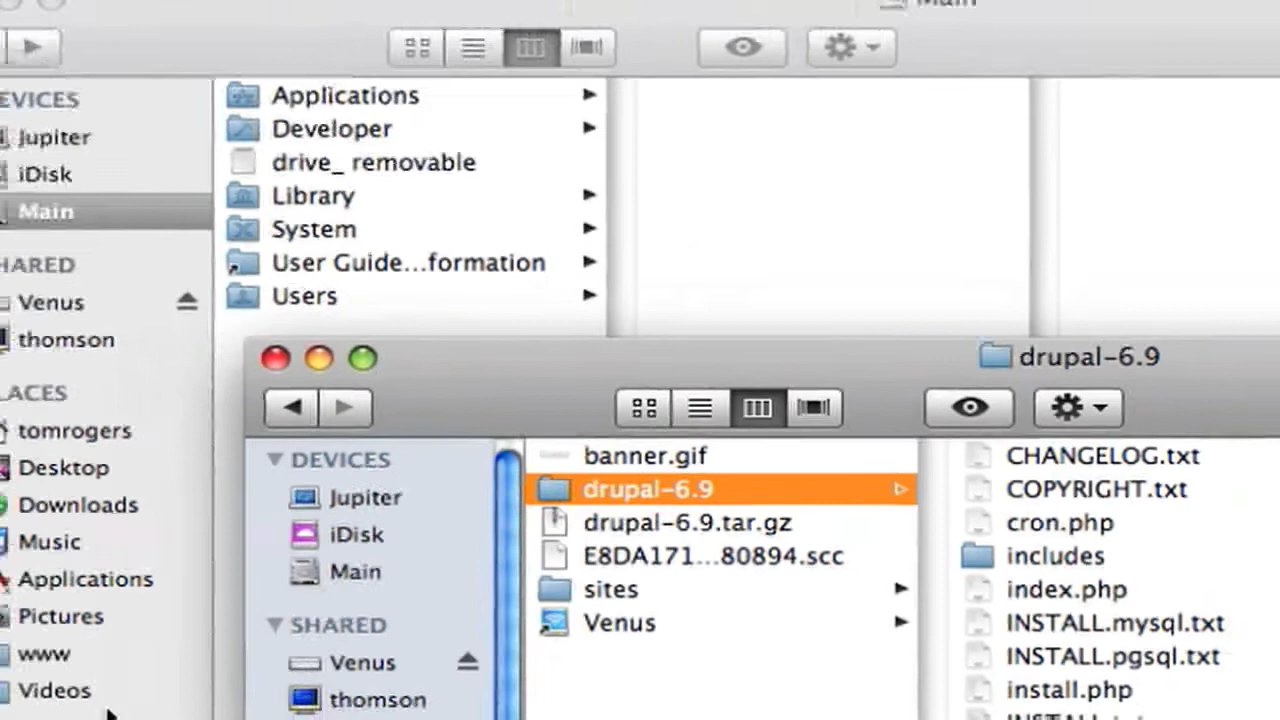 Main
EVICES
Jupiter
iDisk
Main
HARED
Venus
thomson
LACES
tomrogers
Desktop
Downloads
Music
Applications
Pictures
www
Videos
Applications
Developer
drive_ removable
Library
System
User Guide...formation
Users
drupal-6.9
DEVICES
Jupiter
iDisk
Main
SHARED
Venus
thomson
banner.gif
drupal-6.9
drupal-6.9.tar.gz
E8DA171...80894.scc
sites
Venus
CHANGELOG.txt
COPYRIGHT.txt
cron.php
includes
index.php
INSTALL.mysql.txt
INSTALL.pgsql.txt
install.php